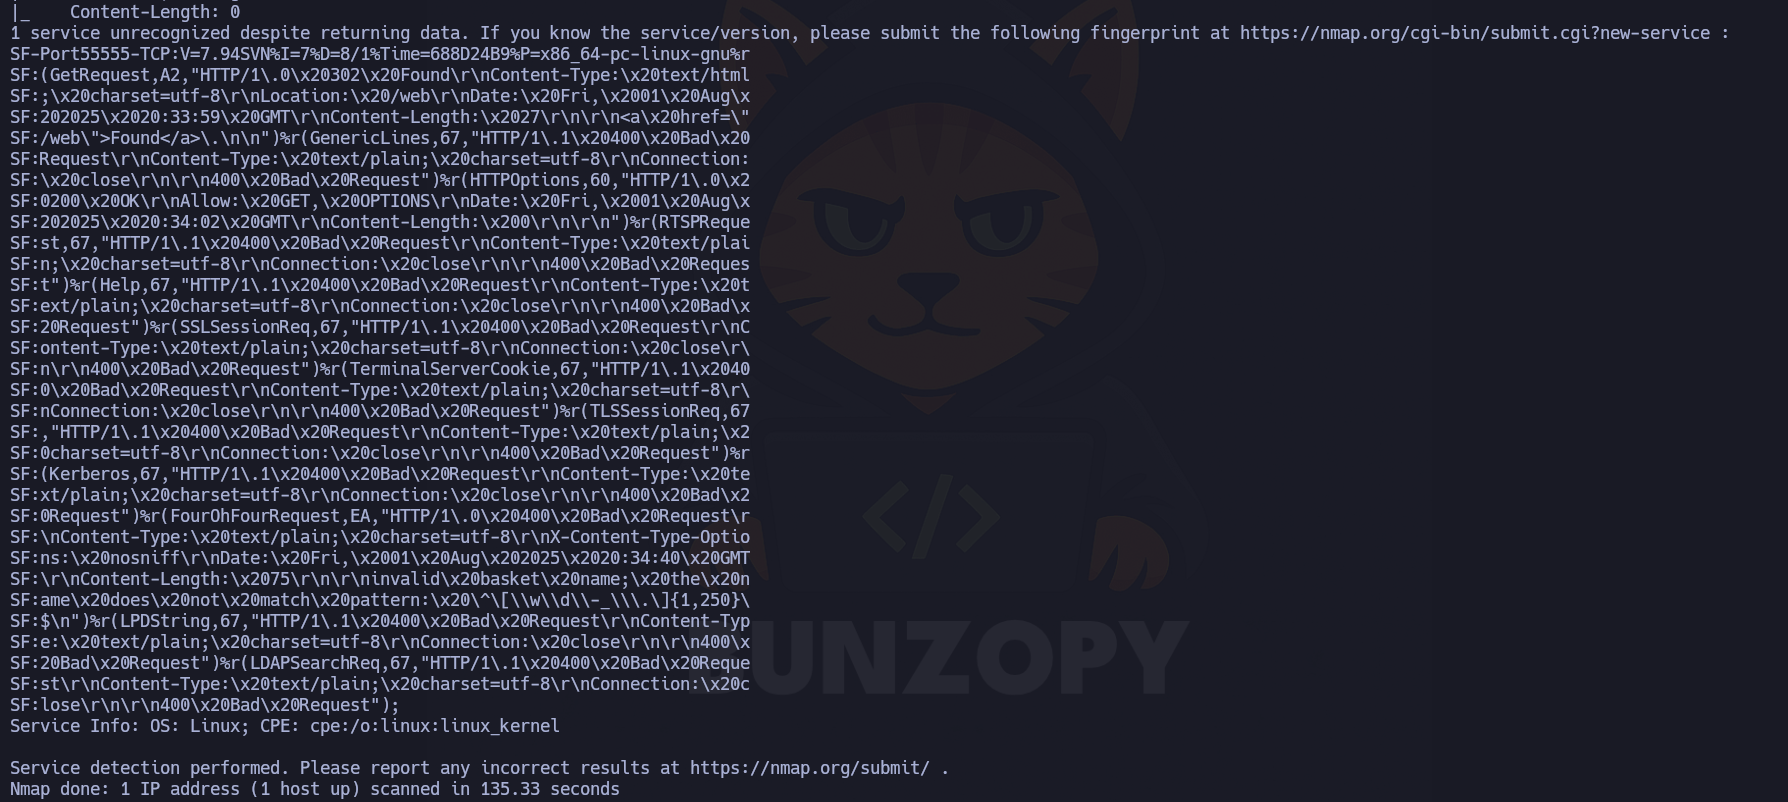 |_    Content-Length: 0
1 service unrecognized despite returning data. If you know the service/version, please submit the following fingerprint at https://nmap.org/cgi-bin/submit.cgi?new-service :
SF-Port55555-TCP:V=7.94SVN%I=7%D=8/1%Time=688D24B9%P=x86_64-pc-linux-gnu%r
SF:(GetRequest,A2,"HTTP/1\.0\x20302\x20Found\r\nContent-Type:\x20text/html
SF:;\x20charset=utf-8\r\nLocation:\x20/web\r\nDate:\x20Fri,\x2001\x20Aug\x
SF:202025\x2020:33:59\x20GMT\r\nContent-Length:\x2027\r\n\r\n<a\x20href=\"
SF:/web\">Found</a>\.\n\n")%r(GenericLines,67,"HTTP/1\.1\x20400\x20Bad\x20
SF:Request\r\nContent-Type:\x20text/plain;\x20charset=utf-8\r\nConnection:
SF:\x20close\r\n\r\n400\x20Bad\x20Request")%r(HTTPOptions,60,"HTTP/1\.0\x2
SF:0200\x20OK\r\nAllow:\x20GET,\x20OPTIONS\r\nDate:\x20Fri,\x2001\x20Aug\x
SF:202025\x2020:34:02\x20GMT\r\nContent-Length:\x200\r\n\r\n")%r(RTSPReque
SF:st,67,"HTTP/1\.1\x20400\x20Bad\x20Request\r\nContent-Type:\x20text/plai
SF:n;\x20charset=utf-8\r\nConnection:\x20close\r\n\r\n400\x20Bad\x20Reques
SF:t")%r(Help,67,"HTTP/1\.1\x20400\x20Bad\x20Request\r\nContent-Type:\x20t
SF:ext/plain;\x20charset=utf-8\r\nConnection:\x20close\r\n\r\n400\x20Bad\x
SF:20Request")%r(SSLSessionReq,67,"HTTP/1\.1\x20400\x20Bad\x20Request\r\nC
SF:ontent-Type:\x20text/plain;\x20charset=utf-8\r\nConnection:\x20close\r\
SF:n\r\n400\x20Bad\x20Request")%r(TerminalServerCookie,67,"HTTP/1\.1\x2040
SF:0\x20Bad\x20Request\r\nContent-Type:\x20text/plain;\x20charset=utf-8\r\
SF:nConnection:\x20close\r\n\r\n400\x20Bad\x20Request")%r(TLSSessionReq,67
SF:,"HTTP/1\.1\x20400\x20Bad\x20Request\r\nContent-Type:\x20text/plain;\x2
SF:0charset=utf-8\r\nConnection:\x20close\r\n\r\n400\x20Bad\x20Request")%r
SF:(Kerberos,67,"HTTP/1\.1\x20400\x20Bad\x20Request\r\nContent-Type:\x20te
SF:xt/plain;\x20charset=utf-8\r\nConnection:\x20close\r\n\r\n400\x20Bad\x2
SF:0Request")%r(FourOhFourRequest,EA,"HTTP/1\.0\x20400\x20Bad\x20Request\r
SF:\nContent-Type:\x20text/plain;\x20charset=utf-8\r\nX-Content-Type-Optio
SF:ns:\x20nosniff\r\nDate:\x20Fri,\x2001\x20Aug\x202025\x2020:34:40\x20GMT
SF:\r\nContent-Length:\x2075\r\n\r\ninvalid\x20basket\x20name;\x20the\x20n
SF:ame\x20does\x20not\x20match\x20pattern:\x20\^\[\\w\\d\\-_\\\.\]{1,250}\
SF:$\n")%r(LPDString,67,"HTTP/1\.1\x20400\x20Bad\x20Request\r\nContent-Typ
SF:e:\x20text/plain;\x20charset=utf-8\r\nConnection:\x20close\r\n\r\n400\x
SF:20Bad\x20Request")%r(LDAPSearchReq,67,"HTTP/1\.1\x20400\x20Bad\x20Reque
SF:st\r\nContent-Type:\x20text/plain;\x20charset=utf-8\r\nConnection:\x20c
SF:lose\r\n\r\n400\x20Bad\x20Request");
Service Info: OS: Linux; CPE: cpe:/o:linux:linux_kernel
Service detection performed. Please report any incorrect results at https://nmap.org/submit/ .
Nmap done: 1 IP address (1 host up) scanned in 135.33 seconds
</>
BUNZOPY